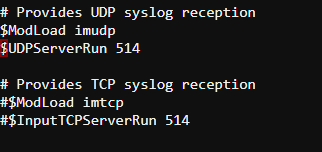 # Provides UDP syslog reception
$ModLoad imudp
$UDPServerRun 514
# Provides TCP syslog reception
#$ModLoad imtcp
#$InputTCPServerRun 514